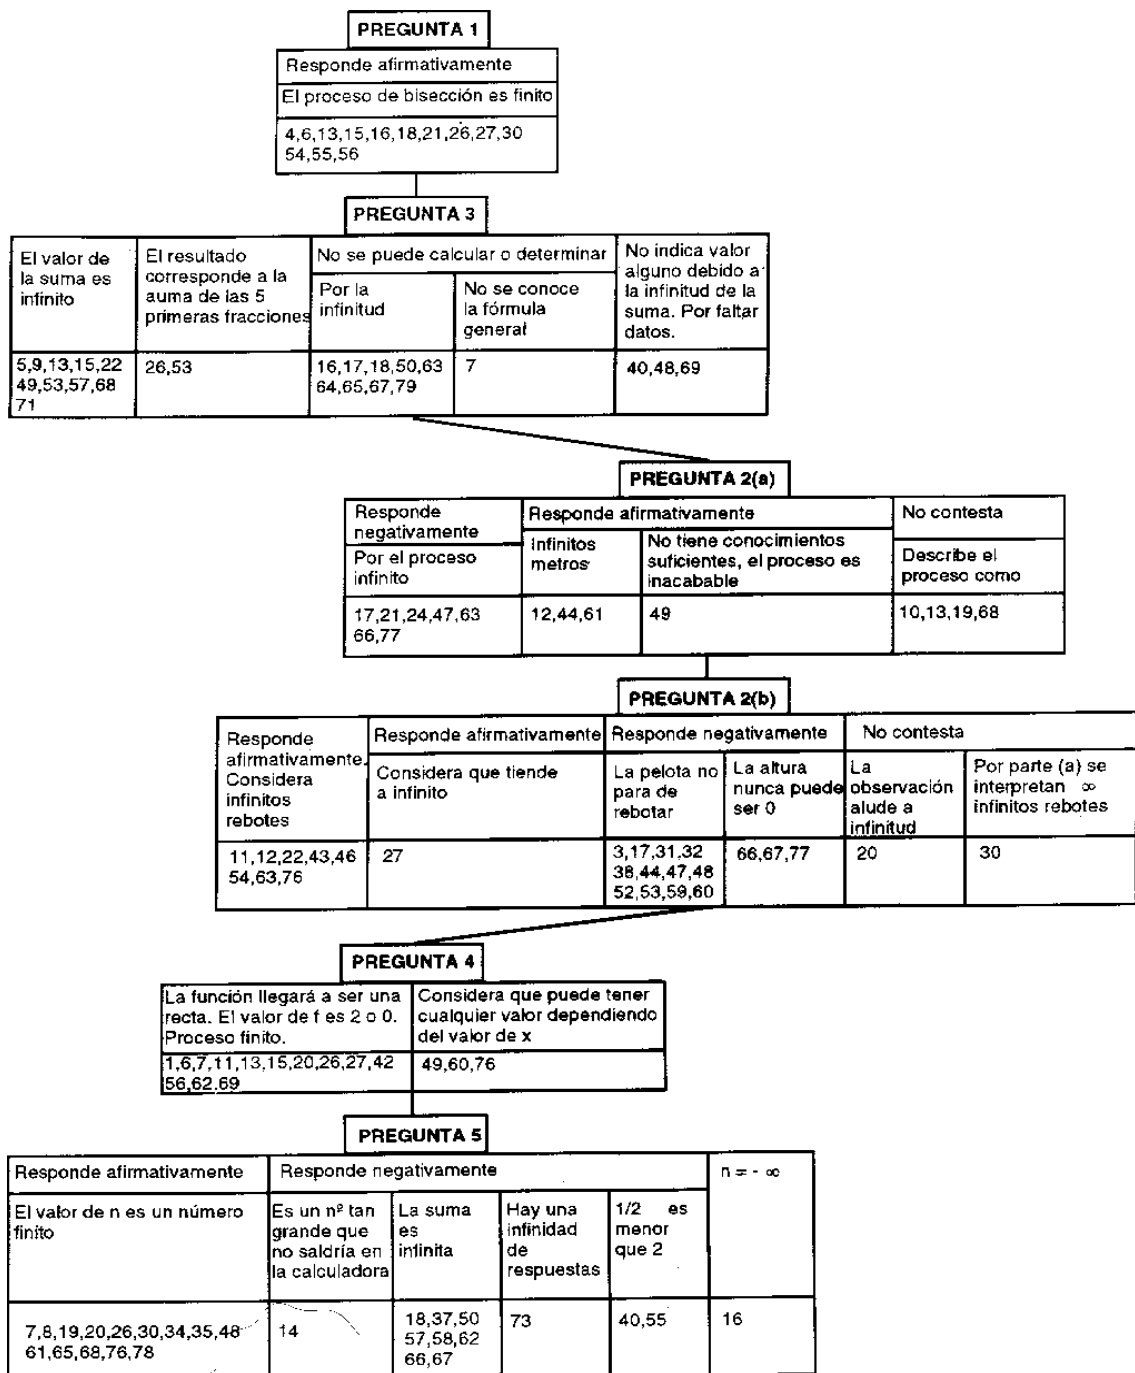 PREGUNTA 1
Responde afirmativamente
El proceso de bisección es finito
4,6,13,15,16,18,21,26,27,30
54,55,56
PREGUNTA 3
El valor de
la suma es
infinito
El resultado
corresponde a la
auma de las 5
primeras fracciones
No se puede calcular o determinar
Por la
infinitud
No se conoce
la fórmula
general
No indica valor
alguno debido a
la infinitud de la
suma. Por faltar
datos.
5,9,13,15,22
49,53,57,68
71
26,53
16,17,18,50,63
64,65,67,79
7
40,48,69
PREGUNTA 2(a)
Responde
negativamente
Por el proceso
infinito
Responde afirmativamente
Infinitos
metros
No tiene conocimientos
suficientes, el proceso es
inacabable
No contesta
Describe el
proceso como
17,21,24,47,63
66,77
12,44,61
49
10,13,19,68
PREGUNTA 2(b)
Responde
afirmativamente.
Considera
infinitos
rebotes
Responde afirmativamente
Considera que tiende
a infinito
Responde negativamente
La pelota no
para de
rebotar
La altura
nunca puede
ser 0
No contesta
La
observación
alude a
infinitud
Por parte (a) se
interpretan ∞
infinitos rebotes
11,12,22,43,46
54,63,76
27
3,17,31,32
38,44,47,48
52,53,59,60
66,67,77
20
30
PREGUNTA 4
La función llegará a ser una
recta. El valor de f es 2 o 0.
Proceso finito.
Considera que puede tener
cualquier valor dependiendo
del valor de x
1,6,7,11,13,15,20,26,27,42
56,62.69
49,60,76
PREGUNTA 5
Responde afirmativamente
El valor de n es un número
finito
Responde negativamente
Es un nº tan
grande que
no saldría en
la calculadora
La suma
es
infinita
Hay una
infinidad
de
respuestas
1/2 es
menor
que 2
n = - ∞
7,8,19,20,26,30,34,35,48
61,65,68,76,78
14
18,37,50
57,58,62
66,67
73
40,55
16